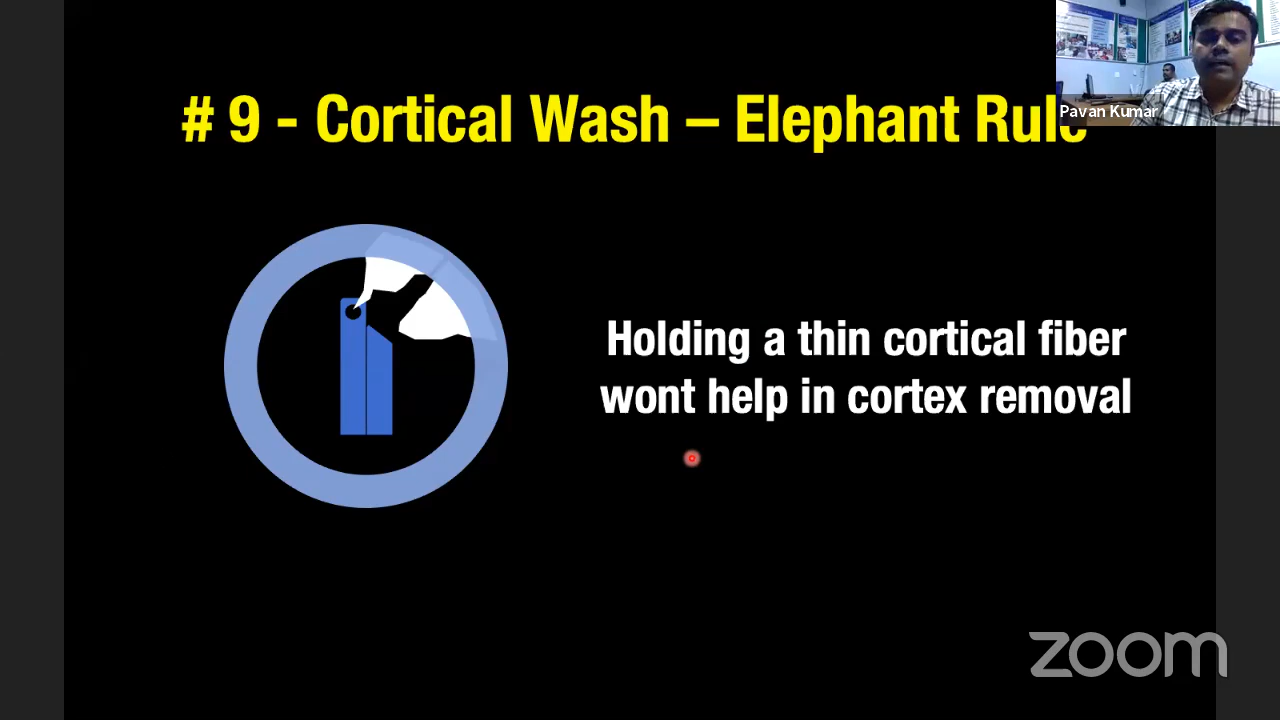 # 9 - Cortical Wash – Elephant Rule
Pavan Kumar
Holding a thin cortical fiber
wont help in cortex removal
zoom